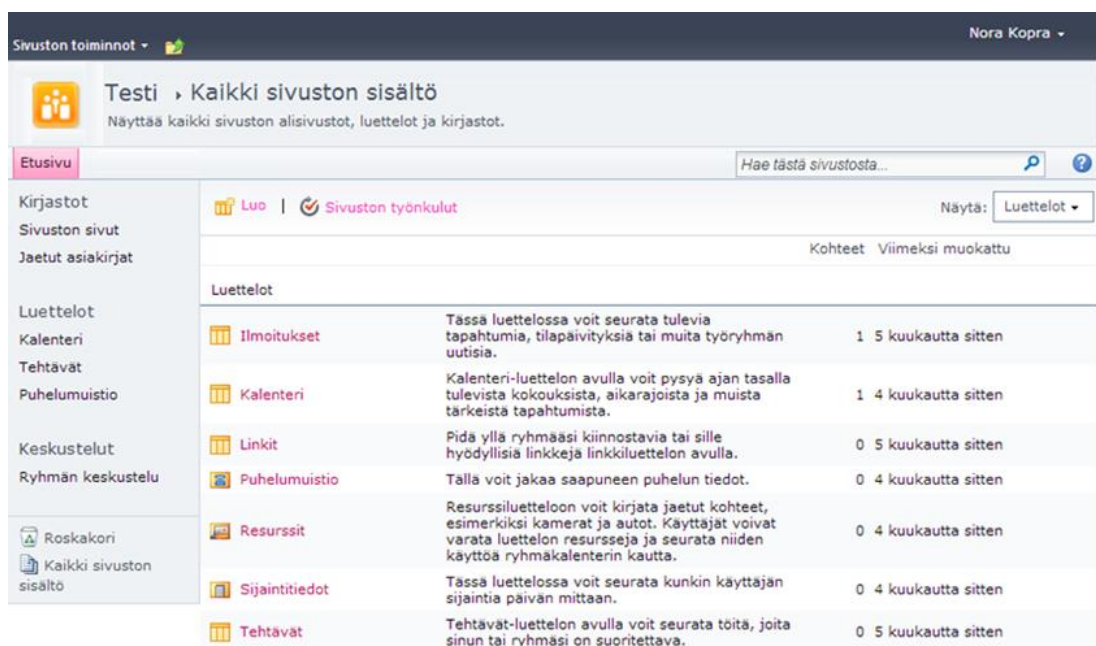 Nora Kopra
Sivuston toiminnot
Testi › Kaikki sivuston sisältö
Näyttää kaikki sivuston alisivustot, luettelot ja kirjastot.
Etusivu
Hae tästä sivustosta...
Kirjastot
Sivuston sivut
Jaetut asiakirjat
Luettelot
Kalenteri
Tehtävät
Puhelumuistio
Keskustelut
Ryhmän keskustelu
Roskakori
Kaikki sivuston
sisältö
Luo | Sivuston työnkulut
Näytä: Luettelot
Kohteet Viimeksi muokattu
Luettelot
Ilmoitukset
Tässä luettelossa voit seurata tulevia
tapahtumia, tilapäivityksiä tai muita työryhmän
uutisia.
1 5 kuukautta sitten
Kalenteri
Kalenteri-luettelon avulla voit pysyä ajan tasalla
tulevista kokouksista, aikarajoista ja muista
tärkeistä tapahtumista.
1 4 kuukautta sitten
Linkit
Pidä yllä ryhmääsi kiinnostavia tai sille
hyödyllisiä linkkejä linkkiluettelon avulla.
0 5 kuukautta sitten
Puhelumuistio
Tällä voit jakaa saapuneen puhelun tiedot.
0 4 kuukautta sitten
Resurssit
Resurssiluetteloon voit kirjata jaetut kohteet,
esimerkiksi kamerat ja autot. Käyttäjät voivat
varata luettelon resursseja ja seurata niiden
käyttöä ryhmäkalenterin kautta.
0 4 kuukautta sitten
Sijaintitiedot
Tässä luettelossa voit seurata kunkin käyttäjän
sijaintia päivän mittaan.
0 4 kuukautta sitten
Tehtävät
Tehtävät-luettelon avulla voit seurata töitä, joita
sinun tai ryhmäsi on suoritettava.
0 5 kuukautta sitten